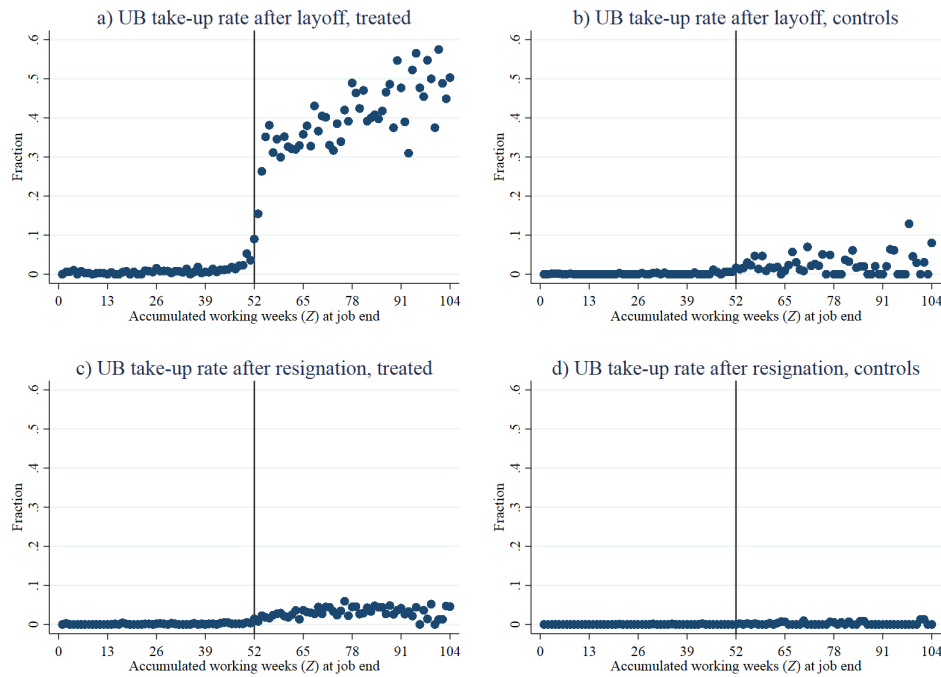 a) UB take-up rate after layoff, treated
b) UB take-up rate after layoff, controls
Fraction
.6
.5
.4
.3
.2
.1
0
0 13 26 39 52 65 78 91 104
Accumulated working weeks (Z) at job end
Fraction
.6
.5
.4
.3
.2
.1
0
0 13 26 39 52 65 78 91 104
Accumulated working weeks (Z) at job end
c) UB take-up rate after resignation, treated
d) UB take-up rate after resignation, controls
Fraction
.6
.5
.4
.3
.2
.1
0
0 13 26 39 52 65 78 91 104
Accumulated working weeks (Z) at job end
Fraction
.6
.5
.4
.3
.2
.1
0
0 13 26 39 52 65 78 91 104
Accumulated working weeks (Z) at job end